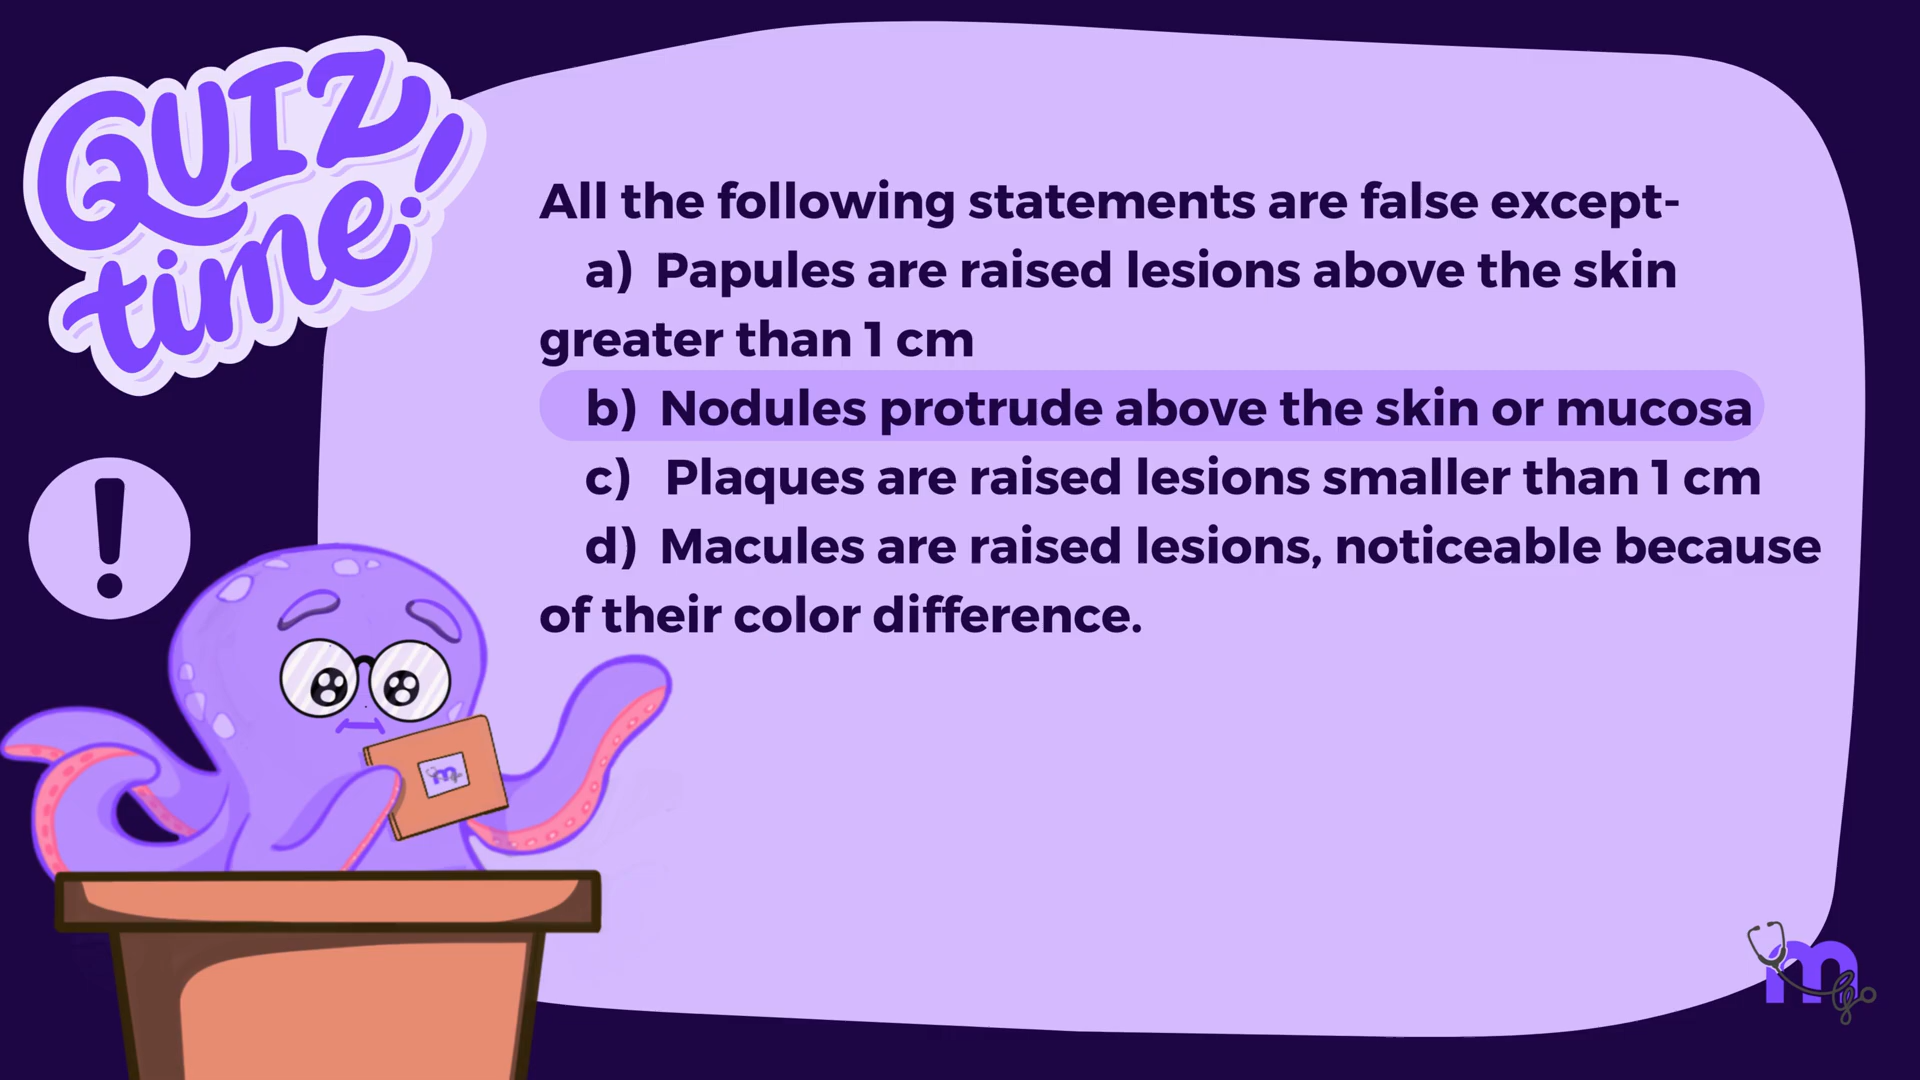 QUIZ
time!
All the following statements are false except-
a) Papules are raised lesions above the skin
greater than 1 cm
b) Nodules protrude above the skin or mucosa
c) Plaques are raised lesions smaller than 1 cm
d) Macules are raised lesions, noticeable because
of their color difference.
m go